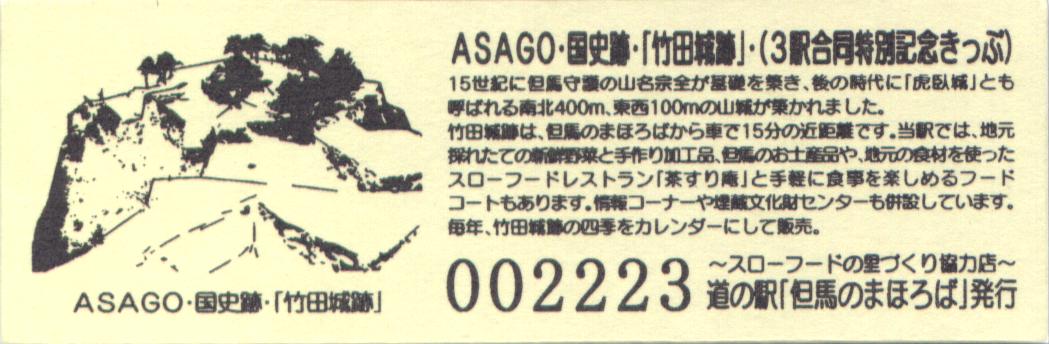 ASAGO・国史跡・「竹田城跡」・(3駅合同特別記念きっぷ)
15世紀に但馬守護の山名宗全が基礎を築き、後の時代に「虎臥城」とも
呼ばれる南北400m、東西100mの山城が築かれました。
竹田城跡は、但馬のまほろばから車で15分の近距離です。当駅では、地元
採れたての新鮮野菜と手作り加工品、但馬のお土産品や、地元の食材を使った
スローフードレストラン「茶すり庵」と手軽に食事を楽しめるフード
コートもあります。情報コーナーや埋蔵文化財センターも併設しています。
毎年、竹田城跡の四季をカレンダーにして販売。
002223
～スローフードの里づくり協力店～
道の駅「但馬のまほろば」発行
ASAGO・国史跡・「竹田城跡」